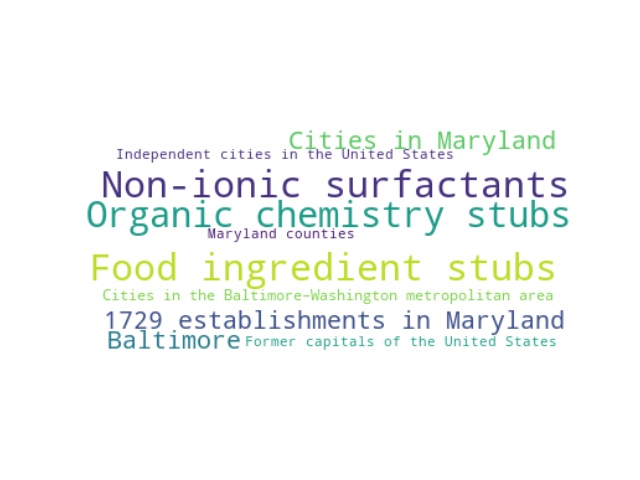 Cities in Maryland
Independent cities in the United States
Non-ionic surfactants
Organic chemistry stubs
Maryland counties
Food ingredient stubs
Cities in the Baltimore–Washington metropolitan area
1729 establishments in Maryland
Baltimore Former capitals of the United States